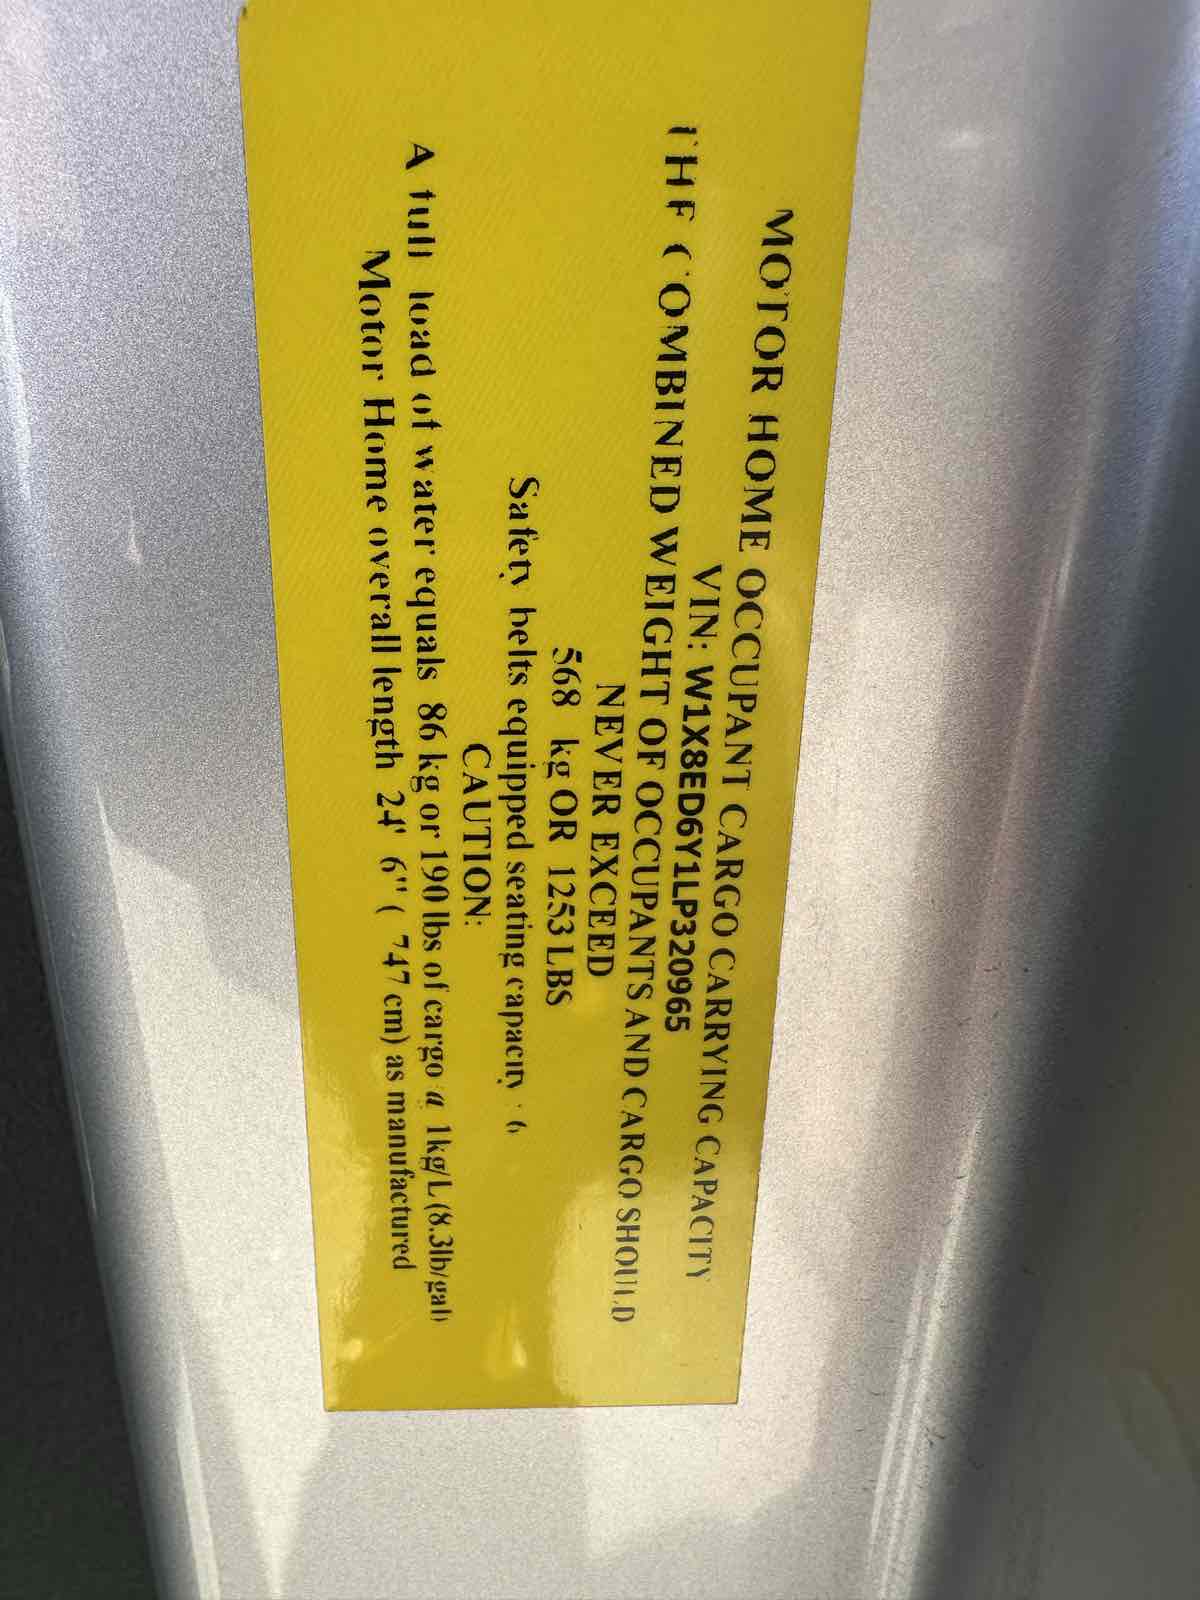 MOTOR HOME OCCUPANT CARGO CARRYING CAPACITY
VIN: W1X8ED6Y1LP320965
THE COMBINED WEIGHT OF OCCUPANTS AND CARGO SHOULD
NEVER EXCEED
568 kg OR 1253 LBS
Safety belts equipped seating capacity : 6
CAUTION:
A full load of water equals 86 kg or 190 lbs of cargo @ 1kg/L (8.3lb/gal)
Motor Home overall length 24' 6" ( 747 cm) as manufactured